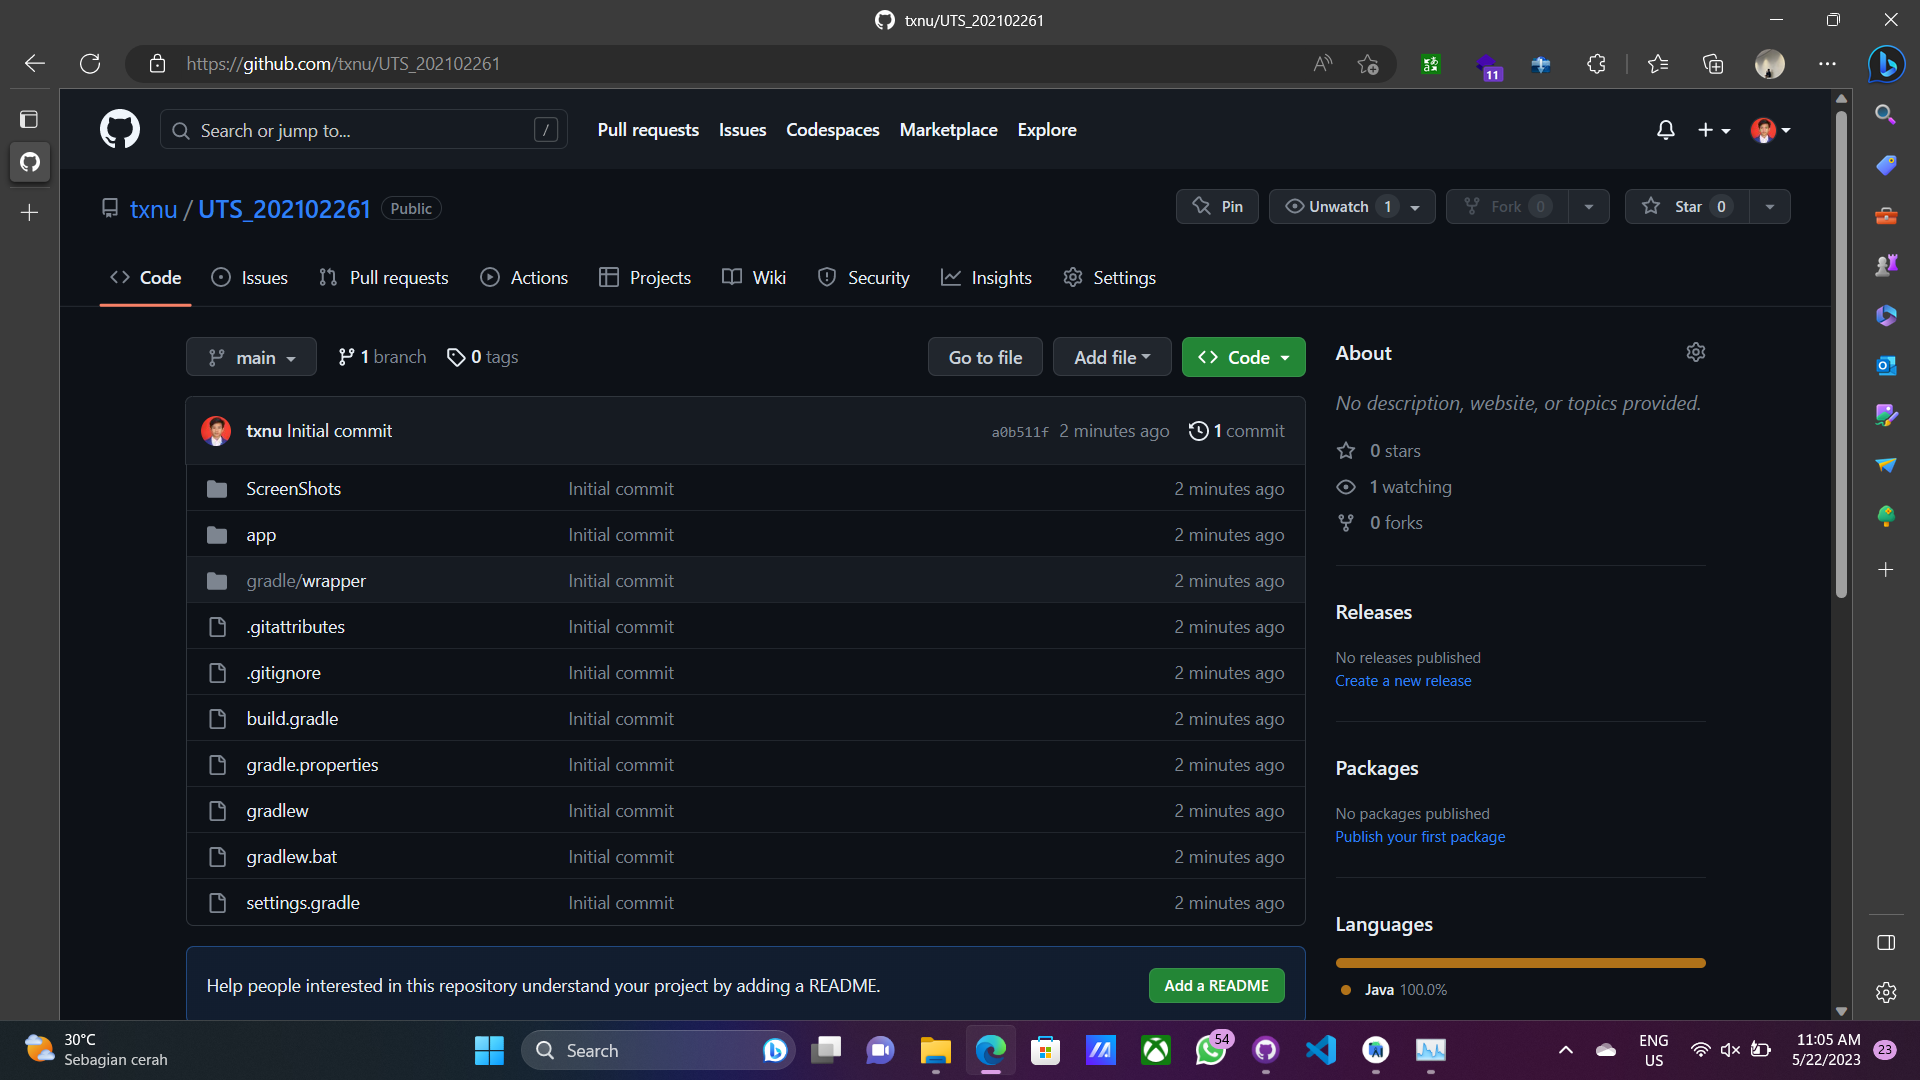 txnu/UTS_202102261
https://github.com/txnu/UTS_202102261
11
Search or jump to...
/
Pull requests
Issues
Codespaces
Marketplace
Explore
txnu / UTS_202102261
Public
Pin
Unwatch 1
Fork 0
Star 0
Code
Issues
Pull requests
Actions
Projects
Wiki
Security
Insights
Settings
main
1 branch
0 tags
Go to file
Add file
Code
txnu Initial commit
a0b511f 2 minutes ago
1 commit
ScreenShots Initial commit 2 minutes ago
app Initial commit 2 minutes ago
gradle/wrapper Initial commit 2 minutes ago
.gitattributes Initial commit 2 minutes ago
.gitignore Initial commit 2 minutes ago
build.gradle Initial commit 2 minutes ago
gradle.properties Initial commit 2 minutes ago
gradlew Initial commit 2 minutes ago
gradlew.bat Initial commit 2 minutes ago
settings.gradle Initial commit 2 minutes ago
Help people interested in this repository understand your project by adding a README.
Add a README
About
No description, website, or topics provided.
0 stars
1 watching
0 forks
Releases
No releases published
Create a new release
Packages
No packages published
Publish your first package
Languages
Java 100.0%
30°C
Sebagian cerah
Search
54
ENG
US
11:05 AM
5/22/2023
23